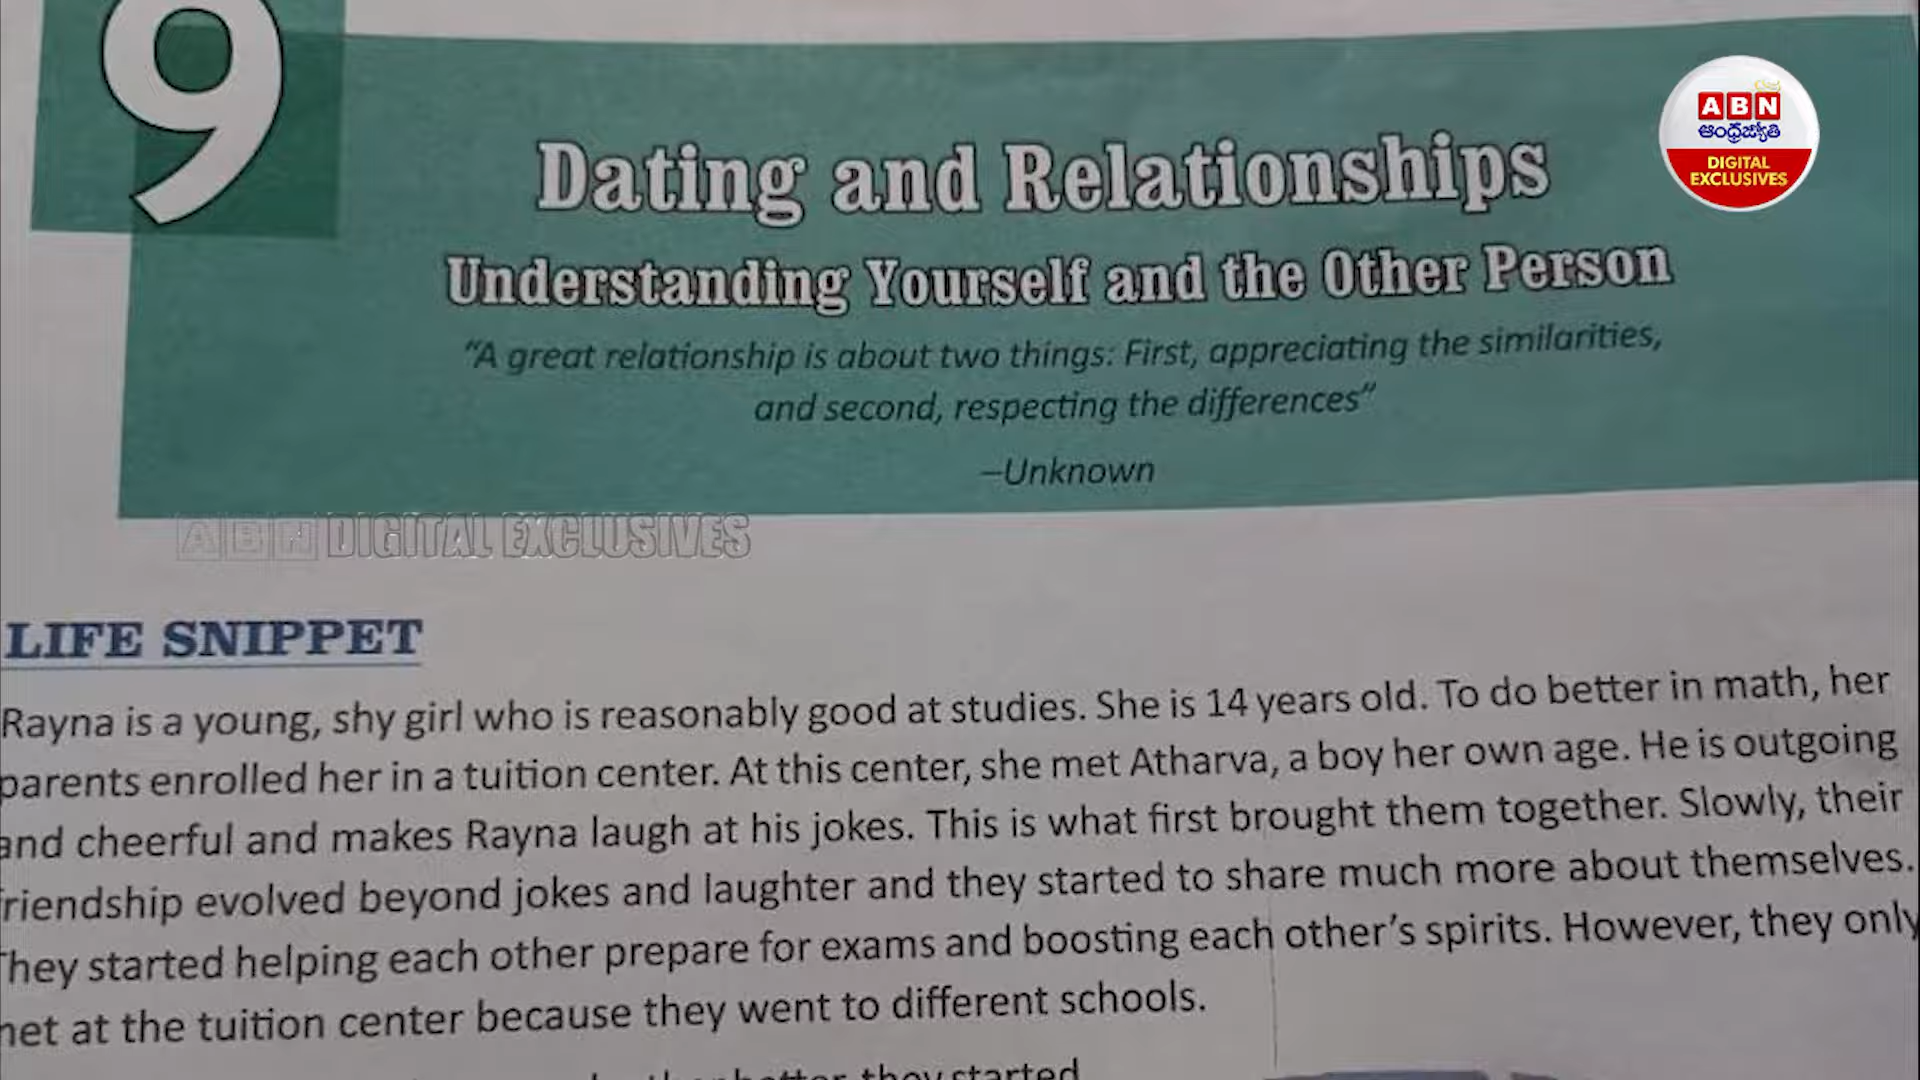 9
Dating and Relationships
Understanding Yourself and the Other Person
“A great relationship is about two things: First, appreciating the similarities,
and second, respecting the differences”
–Unknown
ABN
ఆంధ్రజ్యోతి
DIGITAL
EXCLUSIVES
ABN DIGITAL EXCLUSIVES
LIFE SNIPPET
Rayna is a young, shy girl who is reasonably good at studies. She is 14 years old. To do better in math, her
parents enrolled her in a tuition center. At this center, she met Atharva, a boy her own age. He is outgoing
and cheerful and makes Rayna laugh at his jokes. This is what first brought them together. Slowly, their
friendship evolved beyond jokes and laughter and they started to share much more about themselves.
They started helping each other prepare for exams and boosting each other’s spirits. However, they only
met at the tuition center because they went to different schools.
better, they started